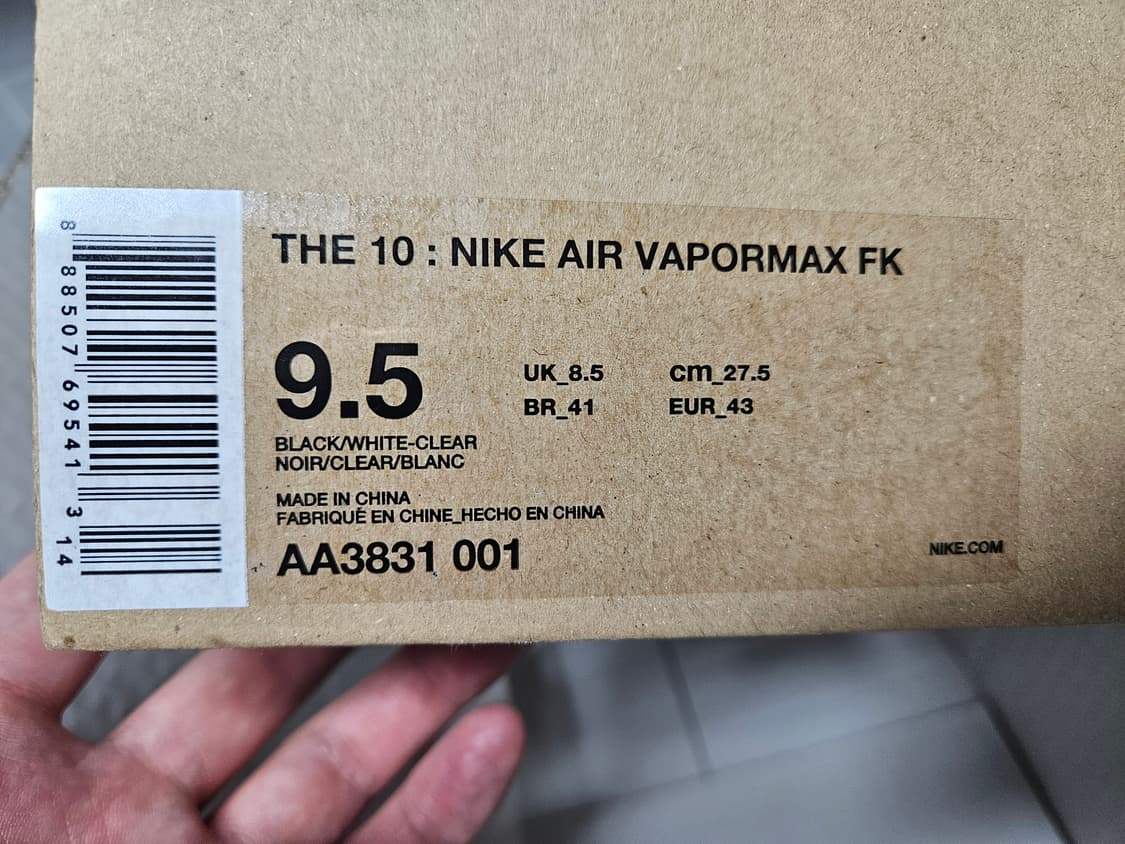 THE 10 : NIKE AIR VAPORMAX FK
9.5
UK_8.5 cm_27.5
BR_41 EUR_43
BLACK/WHITE-CLEAR
NOIR/CLEAR/BLANC
MADE IN CHINA
FABRIQUÉ EN CHINE_HECHO EN CHINA
AA3831 001
NIKE.COM
8 88507 69541 3 14